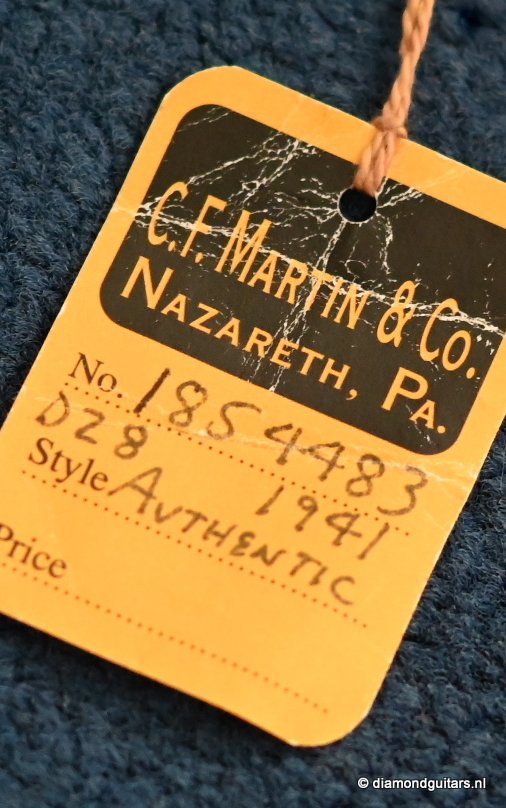 C.F. MARTIN & CO.
NAZARETH, PA.
No. 1854483
D28 1941
Style AUTHENTIC
Price
© diamondguitars.nl